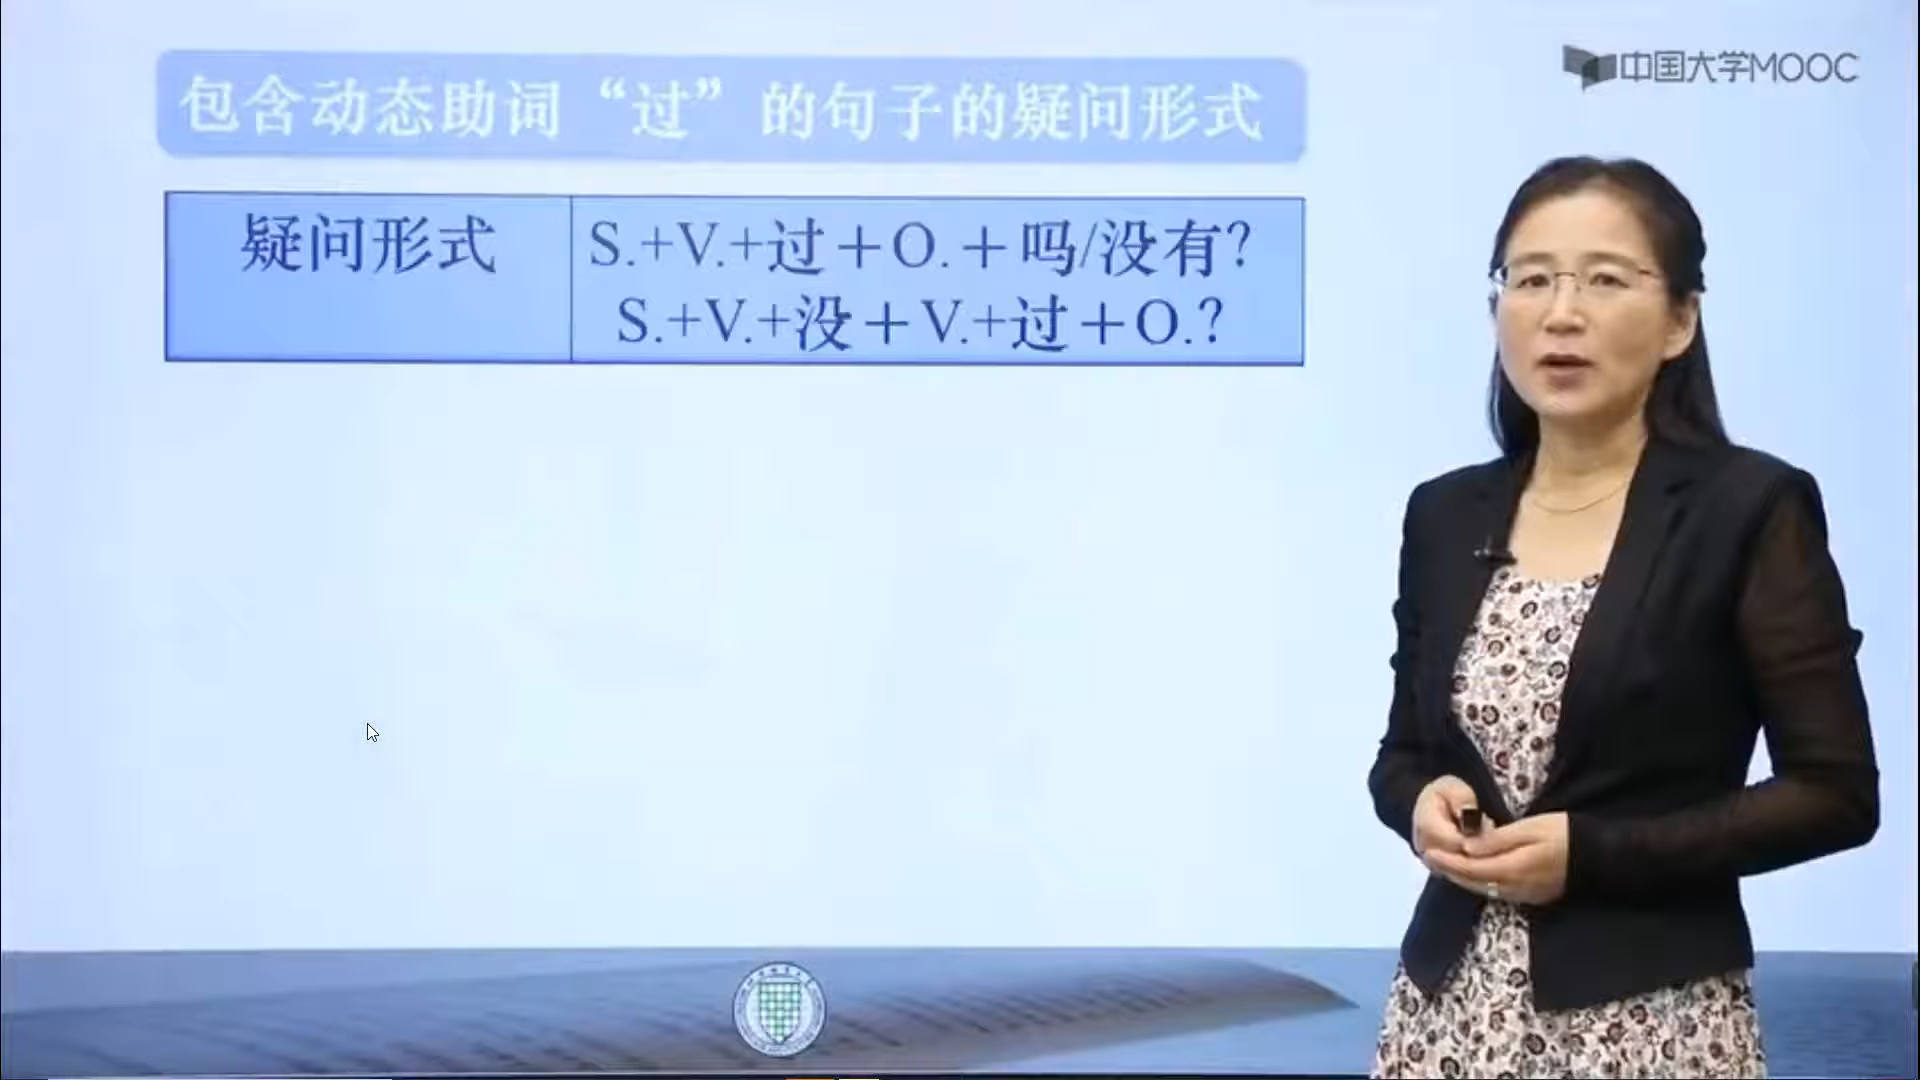 中国大学MOOC
包含动态助词“过”的句子的疑问形式
疑问形式
S.+V.+过+O.+吗/没有?
S.+V.+没+V.+过+O.?